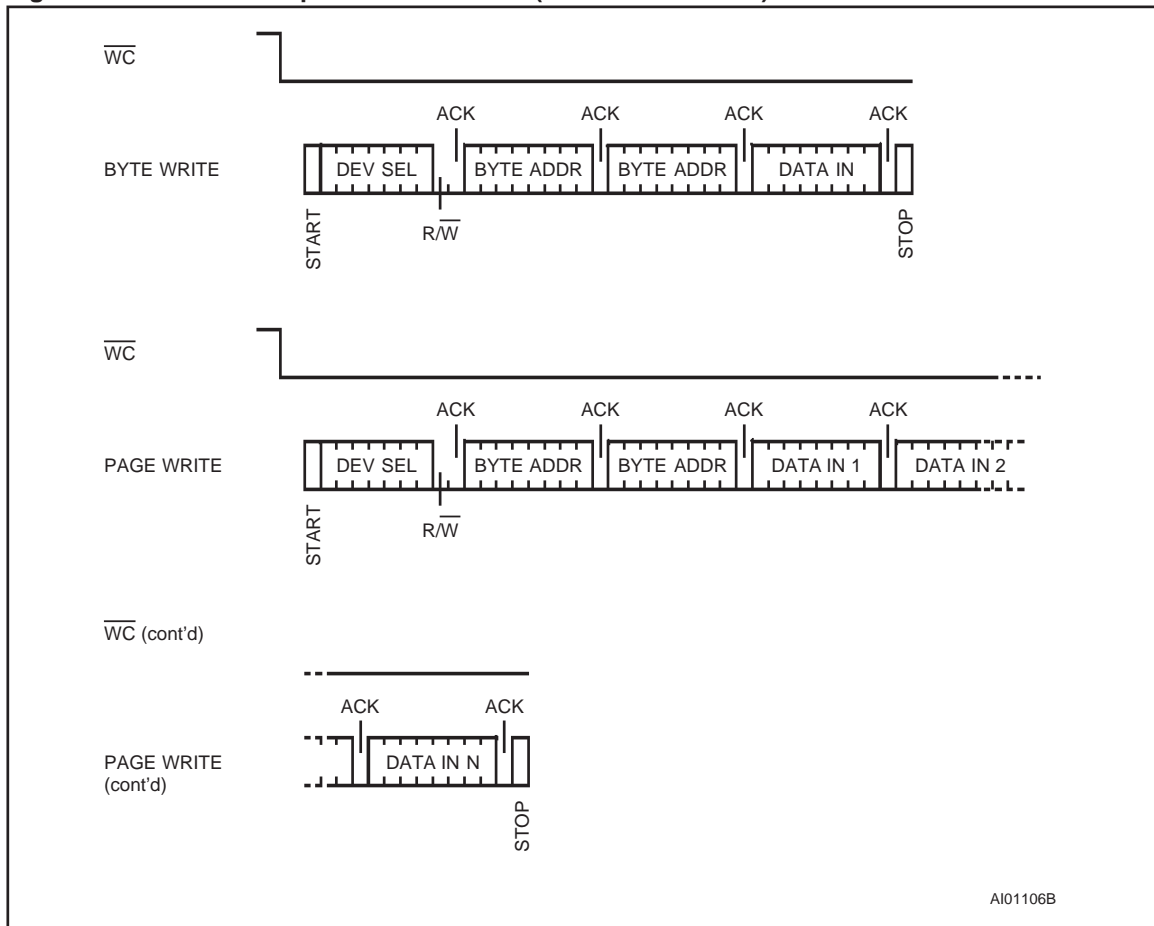 WC
ACK ACK ACK ACK
BYTE WRITE DEV SEL BYTE ADDR BYTE ADDR DATA IN
START R/W STOP
WC
ACK ACK ACK ACK
PAGE WRITE DEV SEL BYTE ADDR BYTE ADDR DATA IN 1 DATA IN 2
START R/W
WC (cont'd)
ACK ACK
PAGE WRITE DATA IN N
(cont'd)
STOP
AI01106B